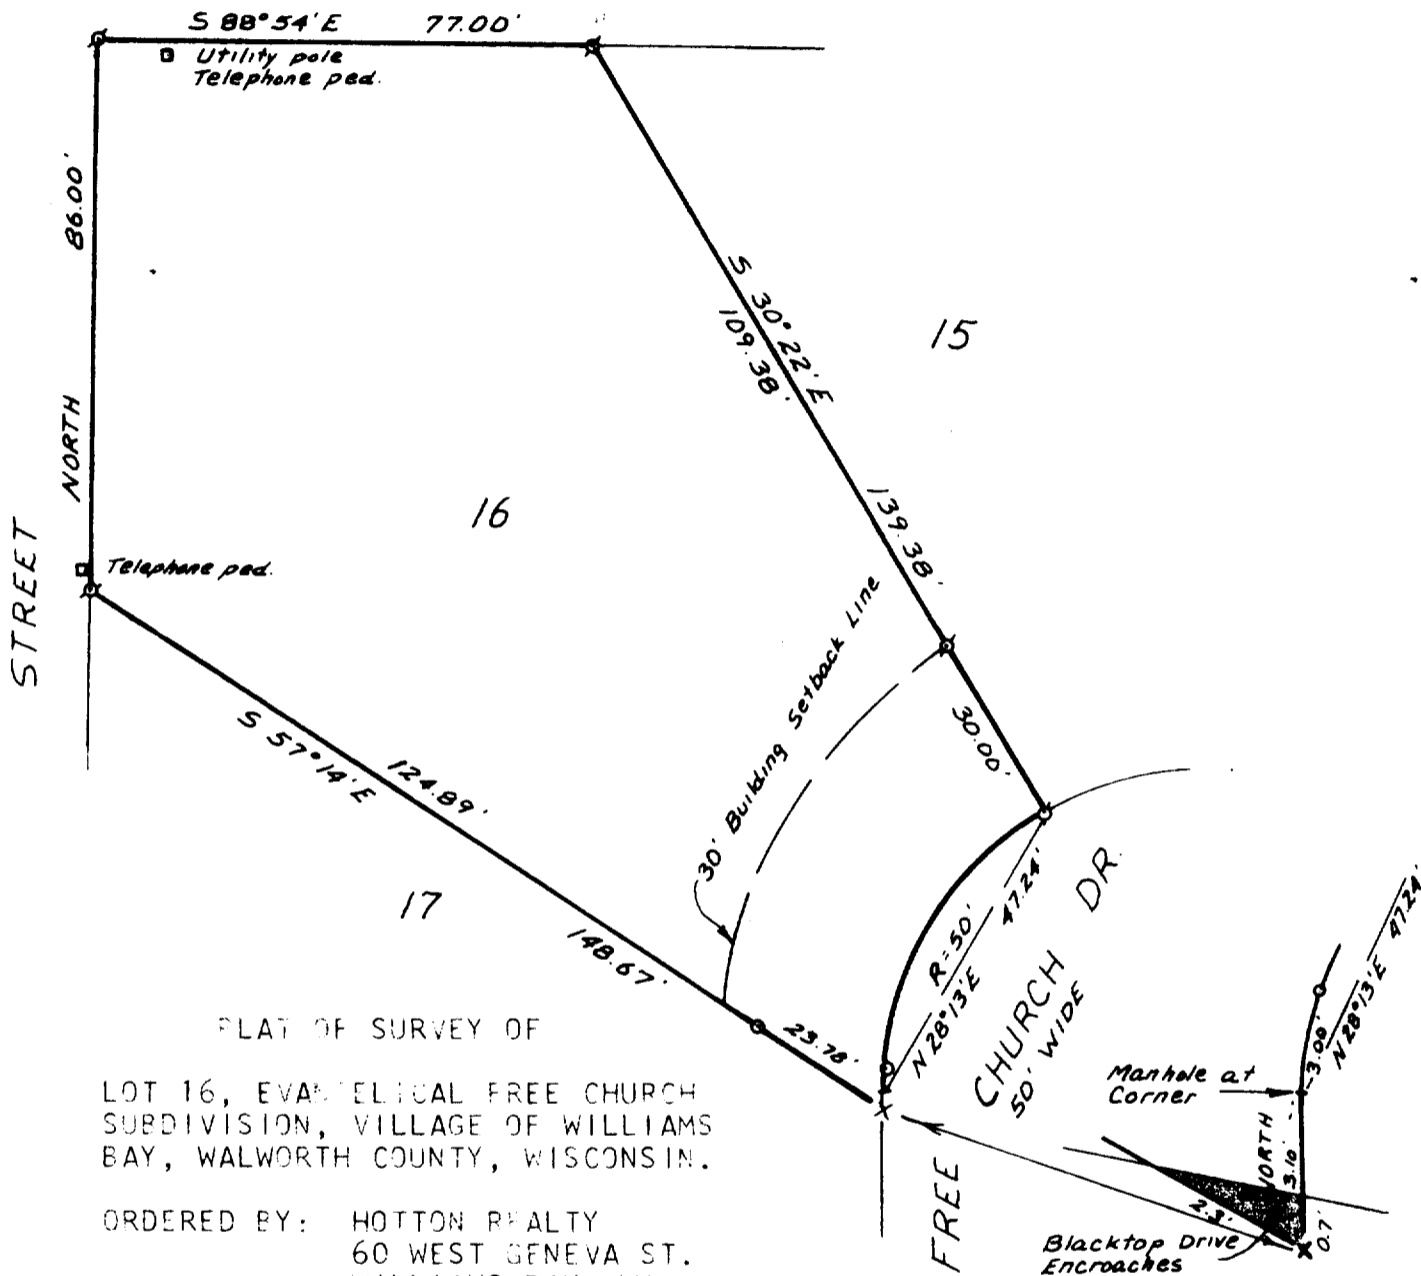 S 88°54'E 77.00'
Utility pole
Telephone ped.
86.00'
NORTH
STREET
Telephone ped.
S 30°22'E
109.38'
15
139.38'
16
30' Building Setback Line
30.00'
S 57°14'E
124.89'
17
148.67'
23.78'
R=50'
N 28°13'E 47.24'
FREE CHURCH DR.
50' WIDE
N 28°13'E 47.24'
3.00'
Manhole at
Corner
NORTH
3.10'
2.3'
0.7'
Blacktop Drive
Encroaches
PLAT OF SURVEY OF
LOT 16, EVAN ELICAL FREE CHURCH
SUBDIVISION, VILLAGE OF WILLIAMS
BAY, WALWORTH COUNTY, WISCONSIN.
ORDERED BY: HOTTON REALTY
60 WEST GENEVA ST.